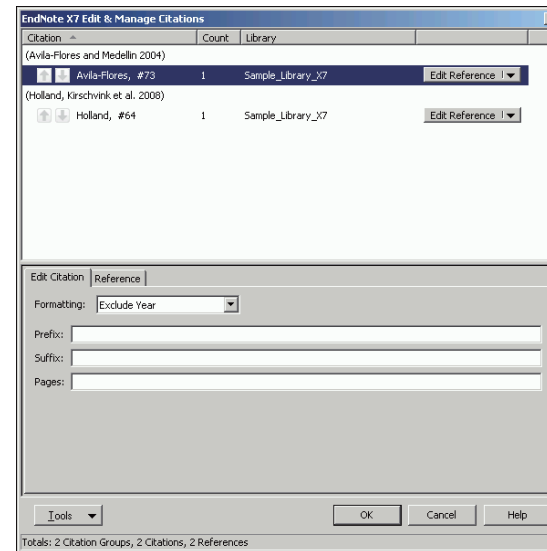 EndNote X7 Edit & Manage Citations
Citation Count Library
(Avila-Flores and Medellin 2004)
Avila-Flores, #73 1 Sample_Library_X7 Edit Reference
(Holland, Kirschvink et al. 2008)
Holland, #64 1 Sample_Library_X7 Edit Reference
Edit Citation Reference
Formatting: Exclude Year
Prefix:
Suffix:
Pages:
Tools OK Cancel Help
Totals: 2 Citation Groups, 2 Citations, 2 References